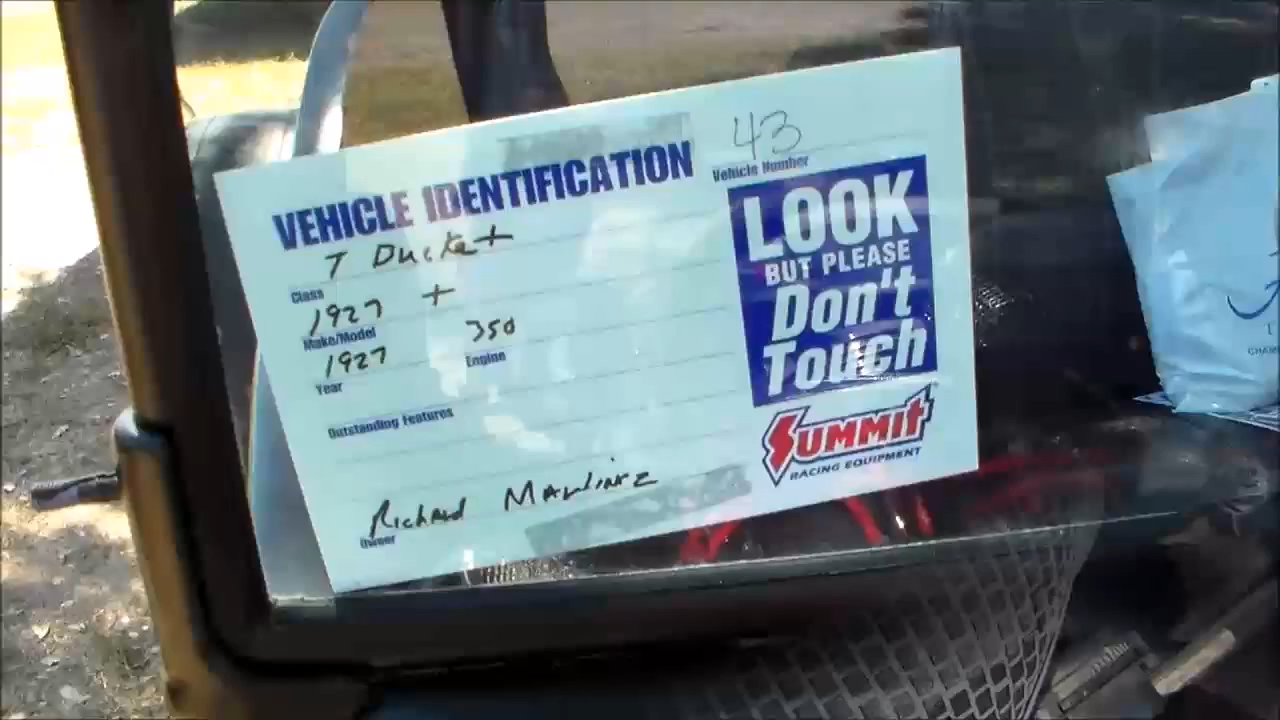 43
Vehicle Number
VEHICLE IDENTIFICATION
T Ducket
Class
1927 t
Make/Model
1927
Year
350
Engine
Outstanding Features
Richard Martinez
Owner
LOOK
BUT PLEASE
Don't
Touch
SUMMIT
RACING EQUIPMENT